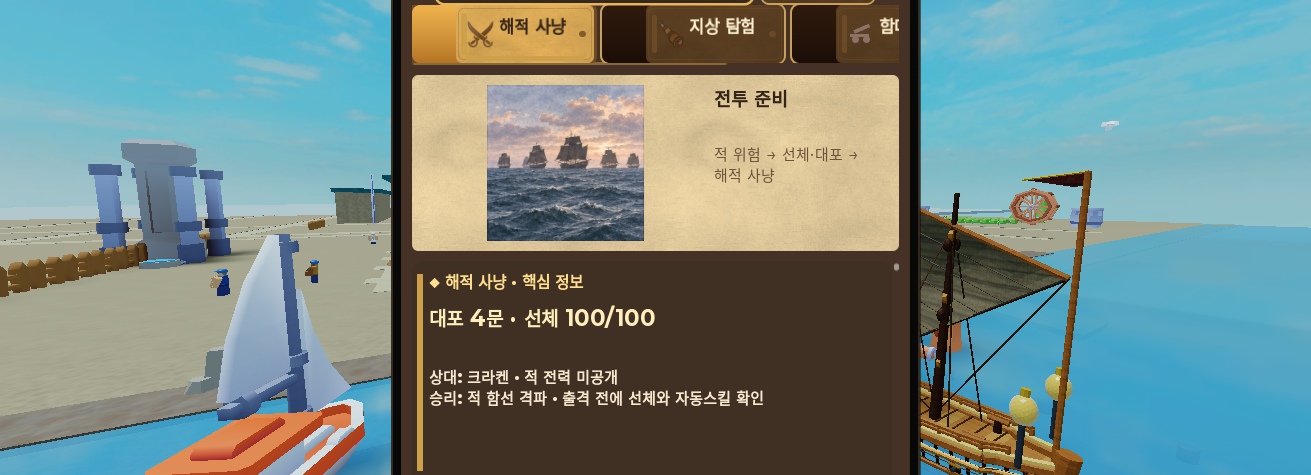 해적 사냥
지상 탐험
함
전투 준비
적 위험 → 선체·대포 →
해적 사냥
◆ 해적 사냥 • 핵심 정보
대포 4문 • 선체 100/100
상대: 크라켄 • 적 전력 미공개
승리: 적 함선 격파 • 출격 전에 선체와 자동스킬 확인